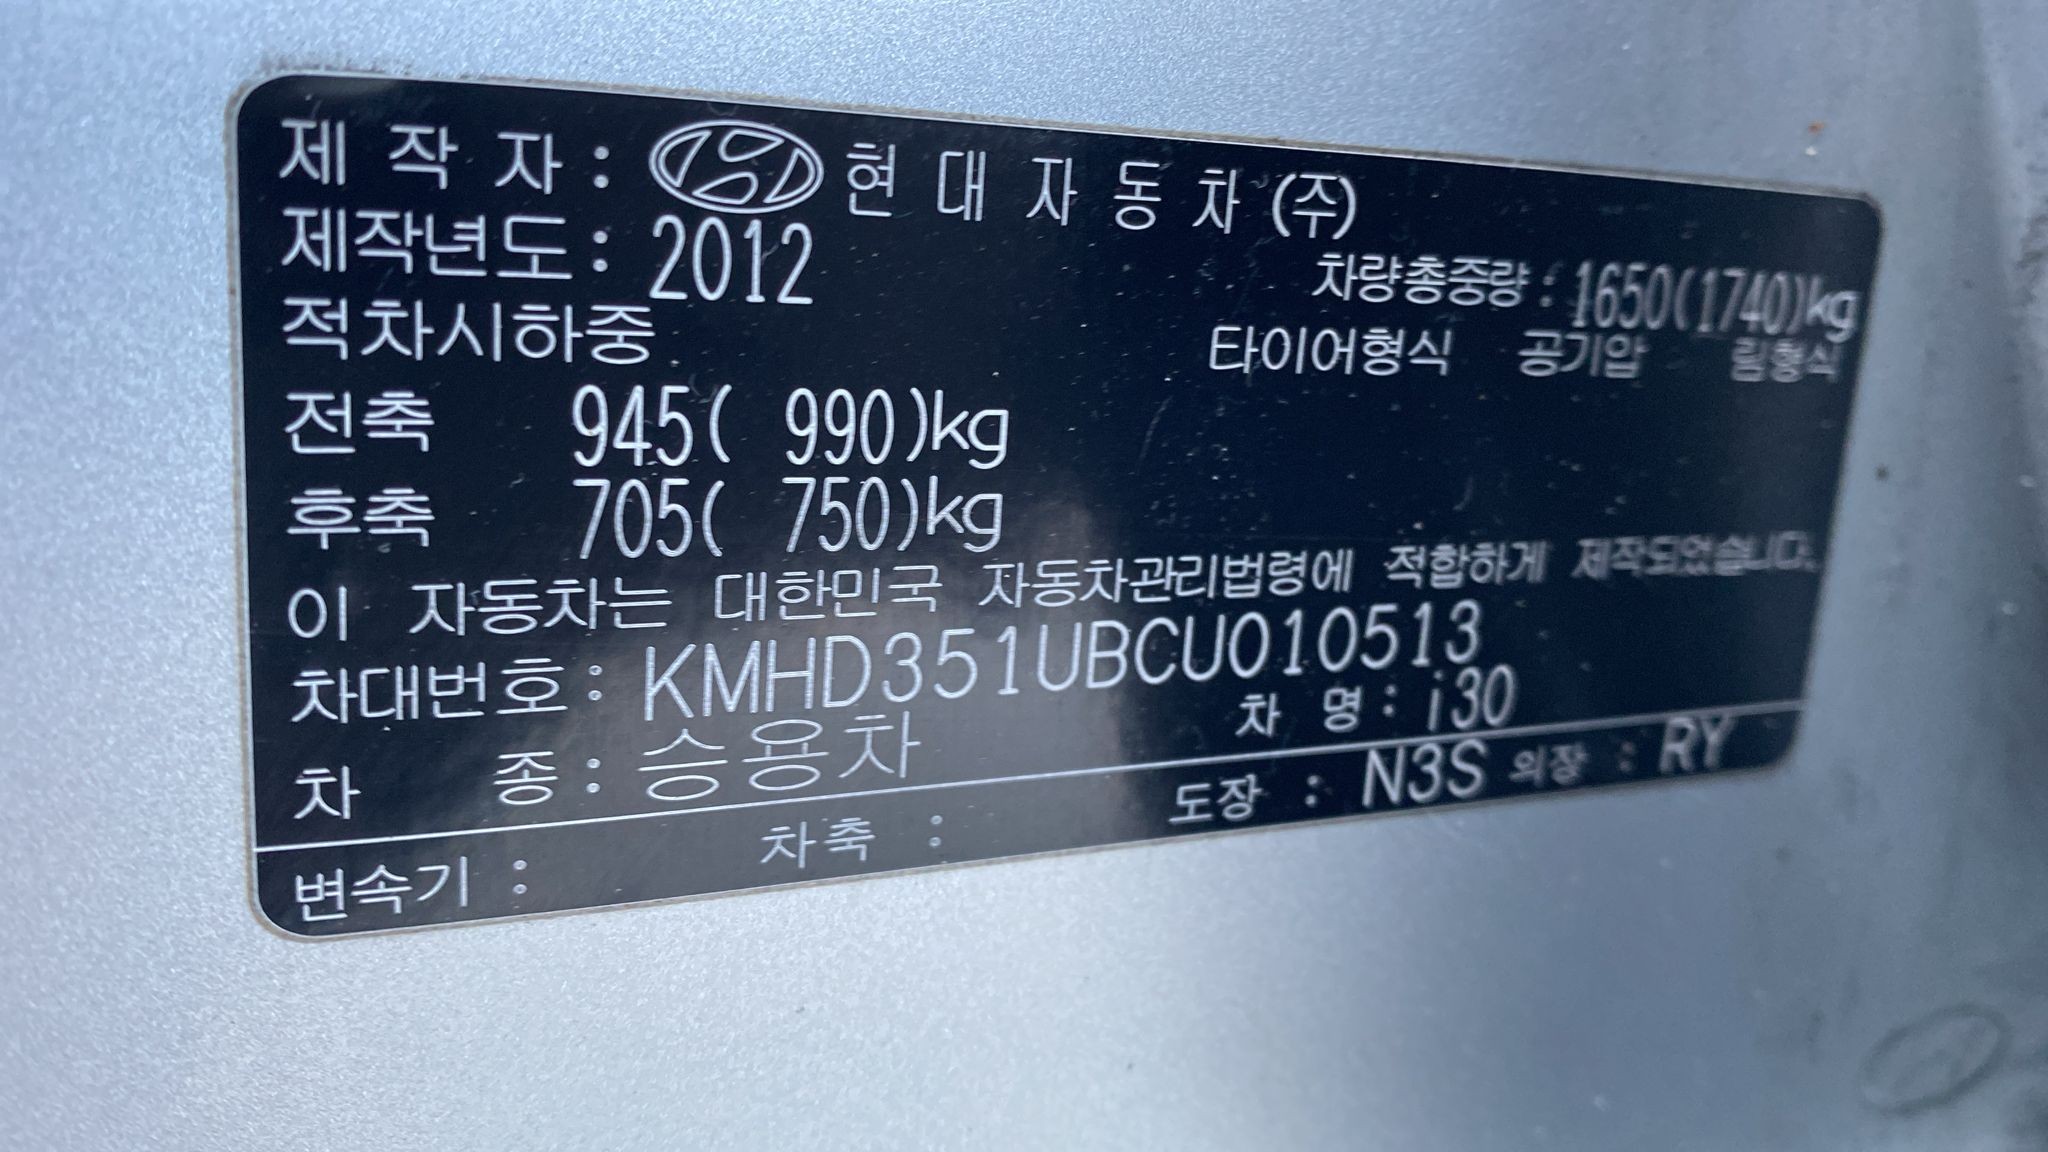 제 작 자 : 현 대 자 동 차 (주)
제작년도 : 2012
차량총중량 : 1650(1740)kg
적차시하중
타이어형식 공기압 림형식
전축 945( 990)kg
후축 705( 750)kg
이 자동차는 대한민국 자동차관리법령에 적합하게 제작되었습니다.
차대번호 : KMHD351UBCU010513
차 종 : 승용차 차 명 : i30
변속기 : 차축 : 도장 : N3S 의장 : RY